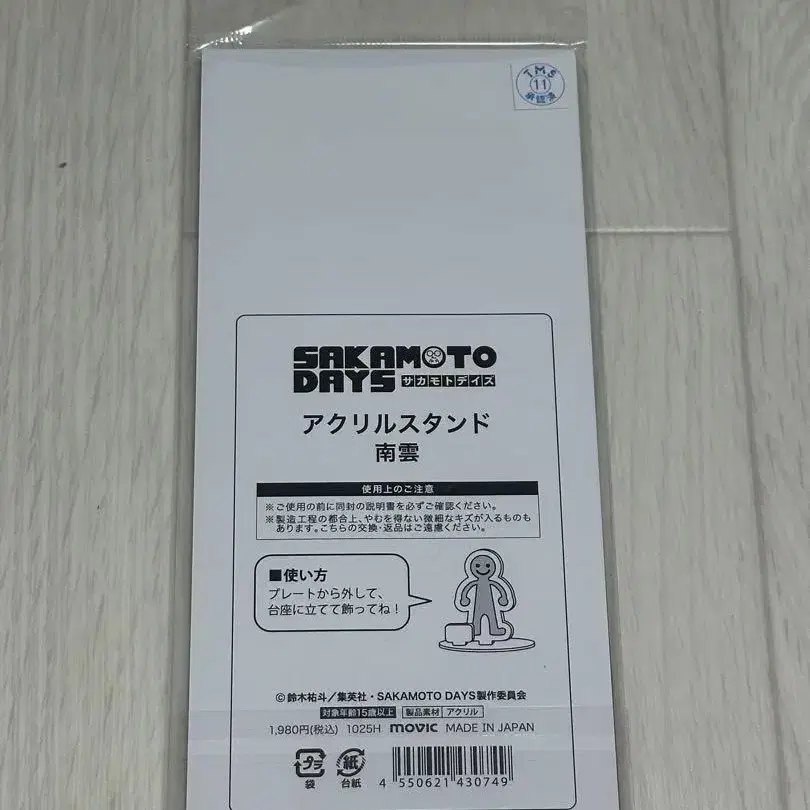 TMS
11
承認済
SAKAMOTO
DAYS サカモトデイズ
アクリルスタンド
南雲
使用上のご注意
※ご使用の前に同封の説明書を必ずご確認ください。
※製造工程の都合上、やむを得ない微細なキズが入るものも
あります。こちらの交換・返品はご遠慮ください。
■使い方
プレートから外して、
台座に立てて飾ってね！
©鈴木祐斗／集英社・SAKAMOTO DAYS製作委員会
対象年齢15歳以上 製品素材 アクリル
1,980円(税込) 1025H movic MADE IN JAPAN
プラ 紙
袋 台紙
4 550621 430749